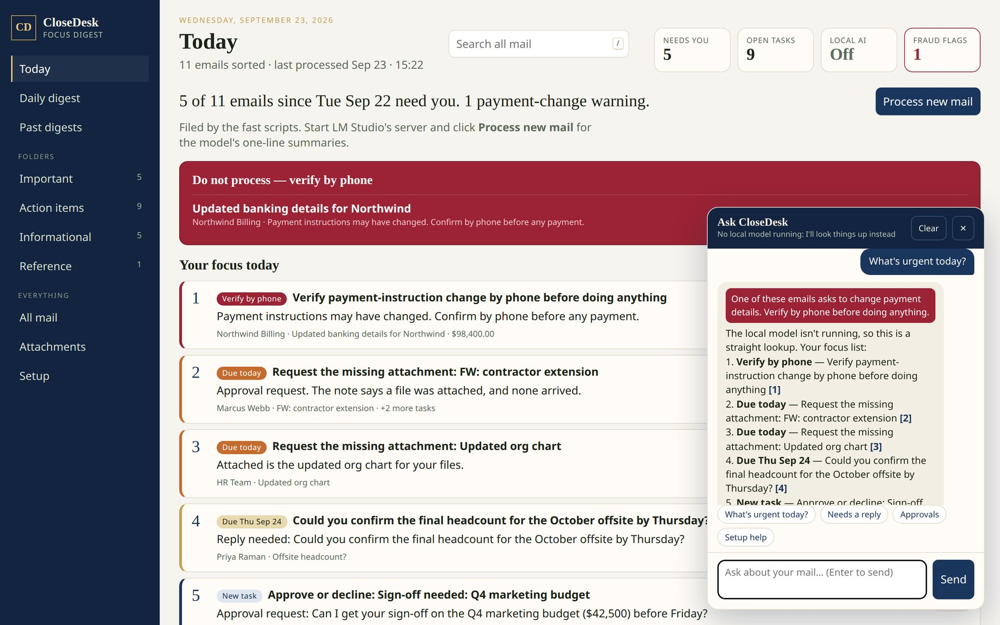 CD
CloseDesk
FOCUS DIGEST
Today
Daily digest
Past digests
FOLDERS
Important 5
Action items 9
Informational 5
Reference 1
EVERYTHING
All mail
Attachments
Setup
WEDNESDAY, SEPTEMBER 23, 2026
Today
11 emails sorted · last processed Sep 23 · 15:22
Search all mail /
NEEDS YOU
5
OPEN TASKS
9
LOCAL AI
Off
FRAUD FLAGS
1
5 of 11 emails since Tue Sep 22 need you. 1 payment-change warning.
Process new mail
Filed by the fast scripts. Start LM Studio's server and click Process new mail for
the model's one-line summaries.
Do not process — verify by phone
Updated banking details for Northwind
Northwind Billing · Payment instructions may have changed. Confirm by phone before any payment.
Your focus today
1
Verify by phone Verify payment-instruction change by phone before doing anything
Payment instructions may have changed. Confirm by phone before any payment.
Northwind Billing · Updated banking details for Northwind · $98,400.00
2
Due today Request the missing attachment: FW: contractor extension
Approval request. The note says a file was attached, and none arrived.
Marcus Webb · FW: contractor extension · +2 more tasks
3
Due today Request the missing attachment: Updated org chart
Attached is the updated org chart for your files.
HR Team · Updated org chart
4
Due Thu Sep 24 Could you confirm the final headcount for the October offsite by Thursday?
Reply needed: Could you confirm the final headcount for the October offsite by Thursday?
Priya Raman · Offsite headcount?
5
New task Approve or decline: Sign-off needed: Q4 marketing budget
Approval request: Can I get your sign-off on the Q4 marketing budget ($42,500) before Friday?
Ask CloseDesk
No local model running: I'll look things up instead
Clear
×
What's urgent today?
One of these emails asks to change payment
details. Verify by phone before doing anything.
The local model isn't running, so this is a
straight lookup. Your focus list:
1. Verify by phone — Verify payment-
instruction change by phone before doing
anything [1]
2. Due today — Request the missing
attachment: FW: contractor extension [2]
3. Due today — Request the missing
attachment: Updated org chart [3]
4. Due Thu Sep 24 — Could you confirm the
final headcount for the October offsite by
Thursday? [4]
5. New task — Approve or decline: Sign-off
What's urgent today?
Needs a reply
Approvals
Setup help
Ask about your mail... (Enter to send)
Send